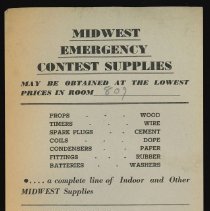 MIDWEST
EMERGENCY
CONTEST SUPPLIES
MAY BE OBTAINED AT THE LOWEST
PRICES IN ROOM 809
PROPS - - WOOD
TIMERS - - WIRE
SPARK PLUGS - - CEMENT
COILS - - DOPE
CONDENSERS - - PAPER
FITTINGS - - RUBBER
BATTERIES - - WASHERS
●.... a complete line of Indoor and Other
MIDWEST Supplies